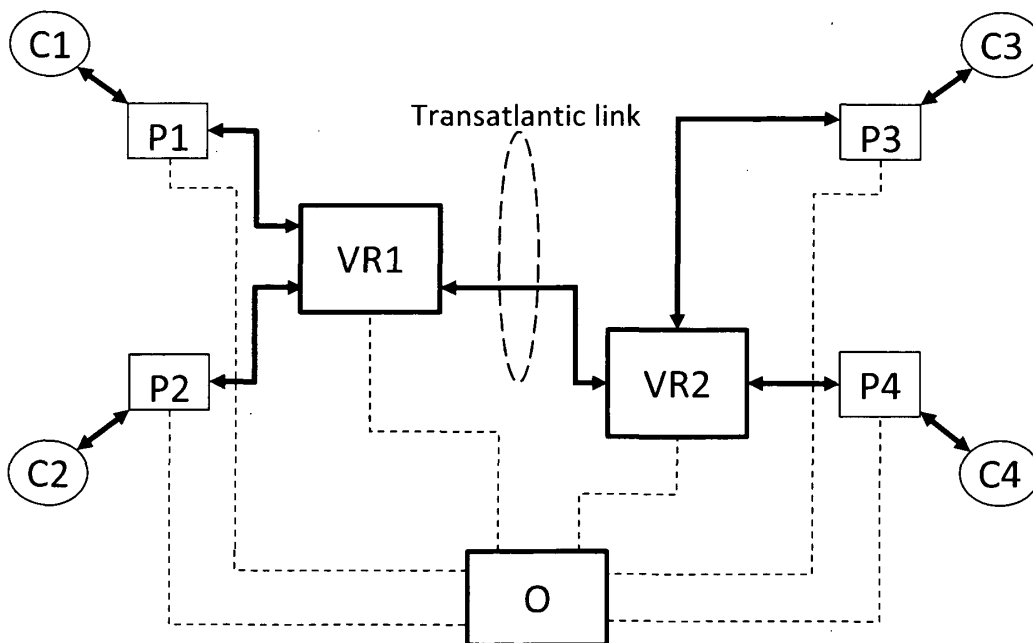 C1
C3
Transatlantic link
P1
P3
VR1
P2
VR2
P4
C2
C4
O